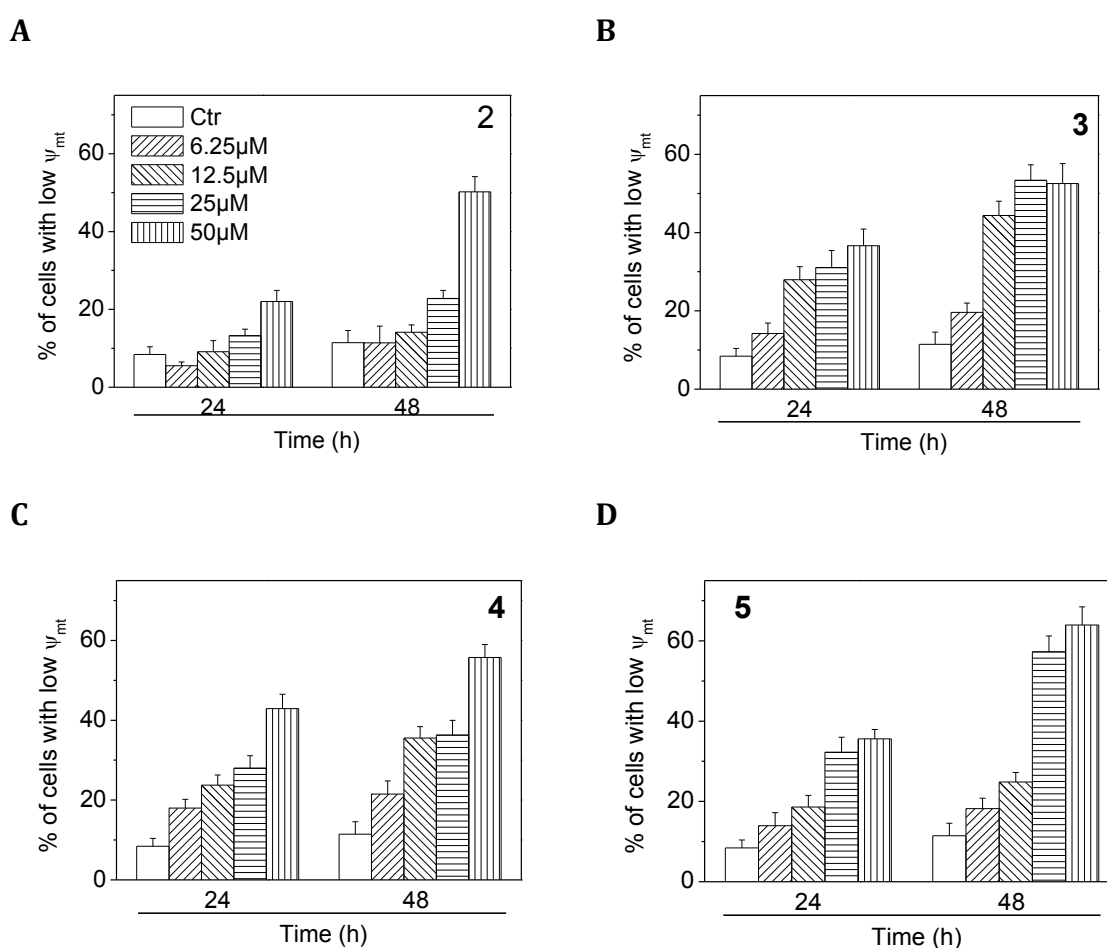 A
% of cells with low ψmt
60
40
20
0
Ctr
6.25µM
12.5µM
25µM
50µM
2
24
48
Time (h)
B
% of cells with low ψmt
60
40
20
0
3
24
48
Time (h)
C
% of cells with low ψmt
60
40
20
0
4
24
48
Time (h)
D
% of cells with low ψmt
60
40
20
0
5
24
48
Time (h)